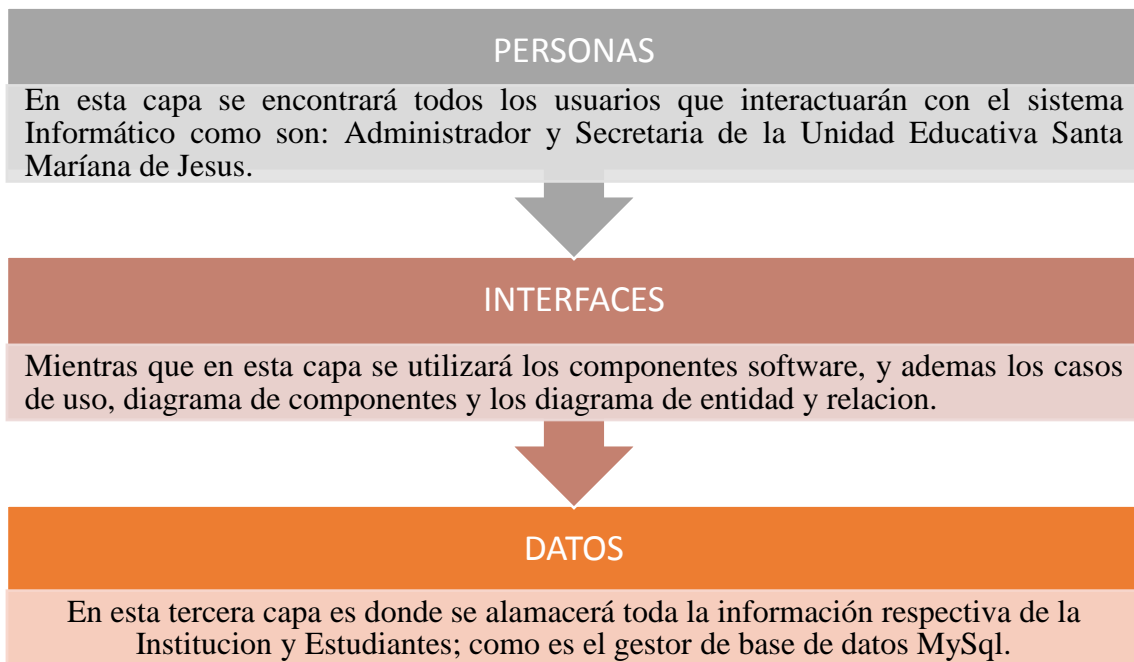 PERSONAS
En esta capa se encontrará todos los usuarios que interactuarán con el sistema
Informático como son: Administrador y Secretaria de la Unidad Educativa Santa
Maríana de Jesus.
INTERFACES
Mientras que en esta capa se utilizará los componentes software, y ademas los casos
de uso, diagrama de componentes y los diagrama de entidad y relacion.
DATOS
En esta tercera capa es donde se alamacerá toda la información respectiva de la
Institucion y Estudiantes; como es el gestor de base de datos MySql.